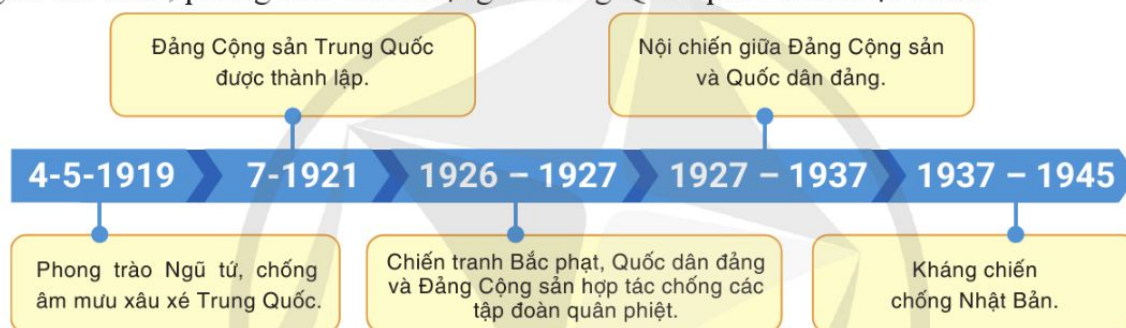 Đảng Cộng sản Trung Quốc
được thành lập.
Nội chiến giữa Đảng Cộng sản
và Quốc dân đảng.
4-5-1919 7-1921 1926 – 1927 1927 – 1937 1937 – 1945
Phong trào Ngũ tứ, chống
âm mưu xâu xé Trung Quốc.
Chiến tranh Bắc phạt, Quốc dân đảng
và Đảng Cộng sản hợp tác chống các
tập đoàn quân phiệt.
Kháng chiến
chống Nhật Bản.